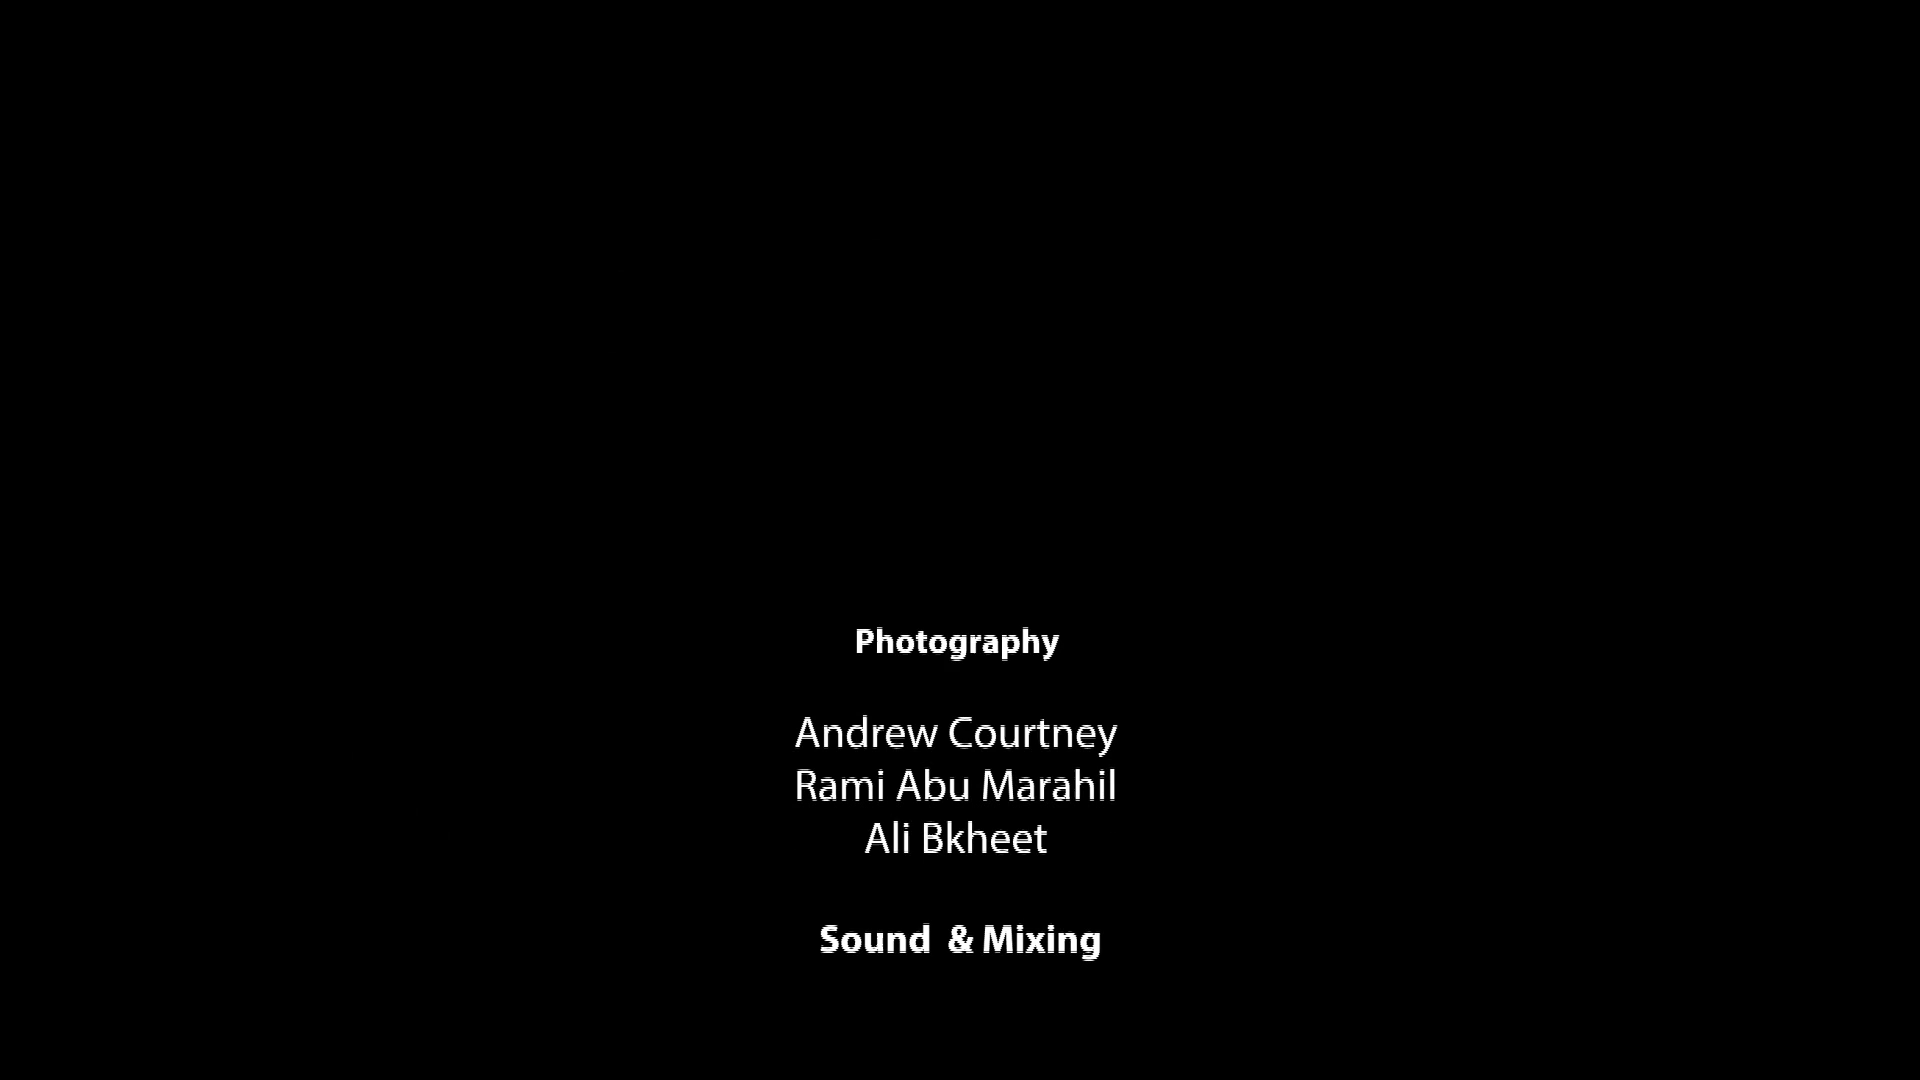 Photography
Andrew Courtney
Rami Abu Marahil
Ali Bkheet
Sound & Mixing